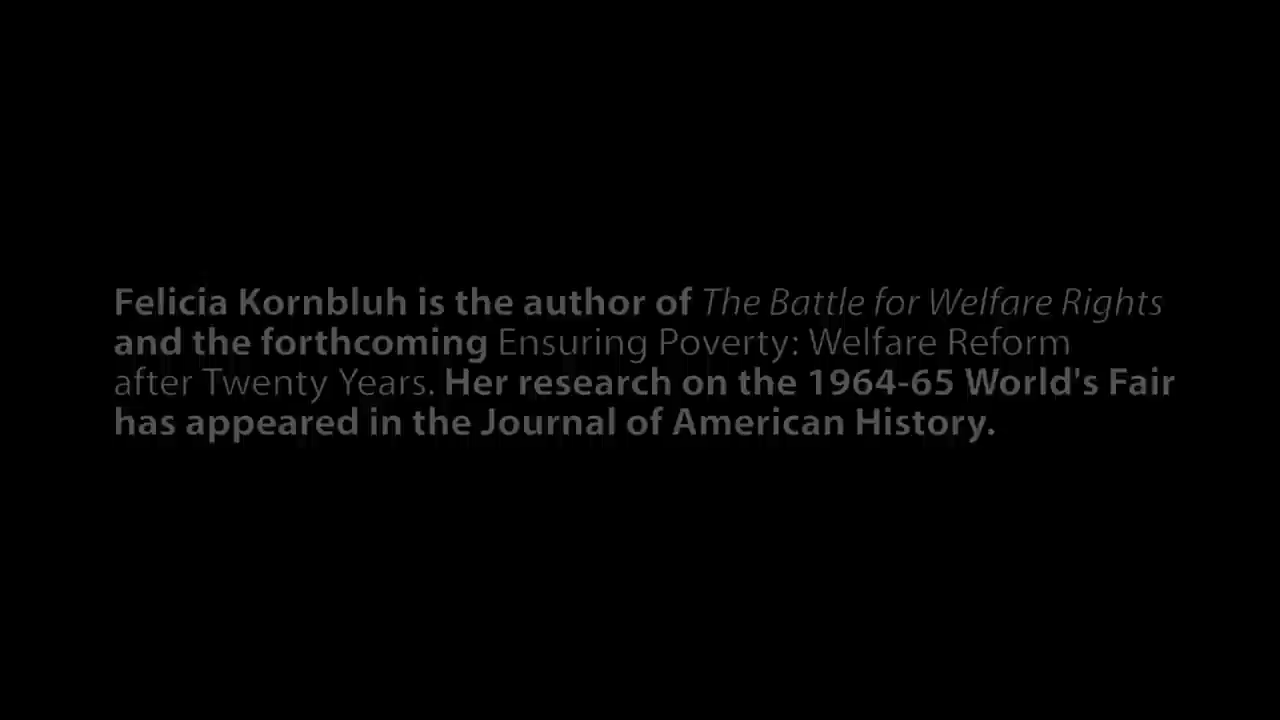 Felicia Kornbluh is the author of The Battle for Welfare Rights
and the forthcoming Ensuring Poverty: Welfare Reform
after Twenty Years. Her research on the 1964-65 World's Fair
has appeared in the Journal of American History.